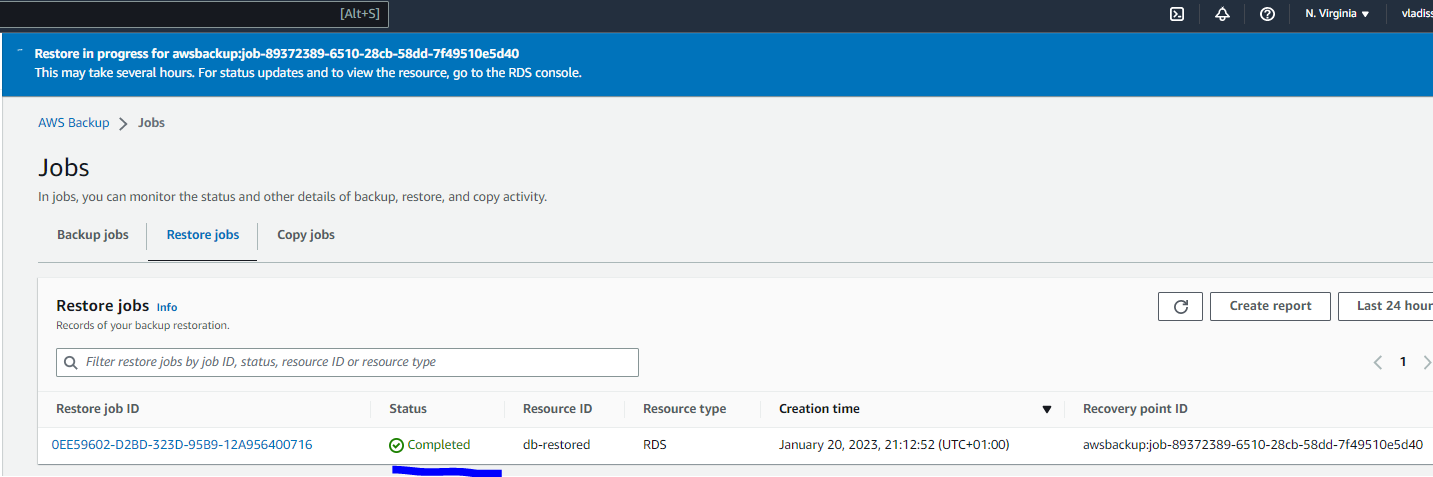 [Alt+S]
N. Virginia ▼
vladiss
Restore in progress for awsbackup:job-89372389-6510-28cb-58dd-7f49510e5d40
This may take several hours. For status updates and to view the resource, go to the RDS console.
AWS Backup > Jobs
Jobs
In jobs, you can monitor the status and other details of backup, restore, and copy activity.
Backup jobs
Restore jobs
Copy jobs
Restore jobs Info
Records of your backup restoration.
Create report
Last 24 hour
Filter restore jobs by job ID, status, resource ID or resource type
< 1 >
Restore job ID Status Resource ID Resource type Creation time ▼ Recovery point ID
0EE59602-D2BD-323D-95B9-12A956400716 Completed db-restored RDS January 20, 2023, 21:12:52 (UTC+01:00) awsbackup:job-89372389-6510-28cb-58dd-7f49510e5d40